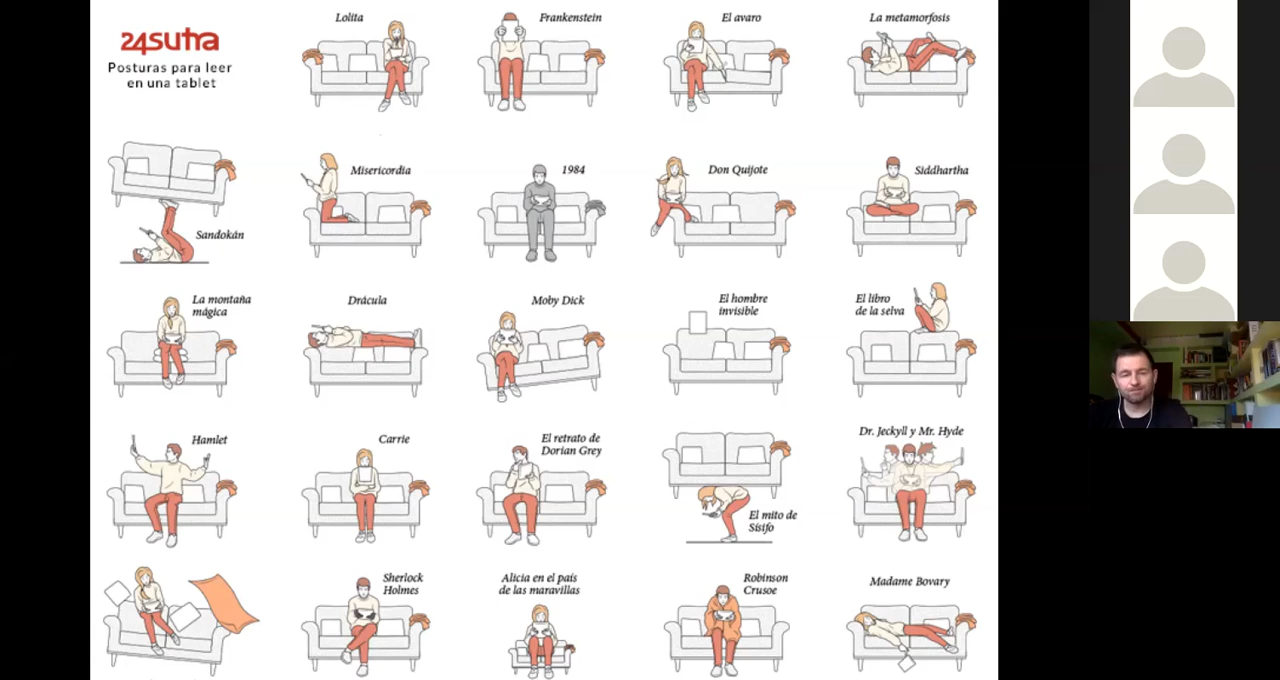 24sutra
Posturas para leer
en una tablet
Lolita
Frankenstein
El avaro
La metamorfosis
Sandokán
Misericordia
1984
Don Quijote
Siddhartha
La montaña
mágica
Drácula
Moby Dick
El hombre
invisible
El libro
de la selva
Hamlet
Carrie
El retrato de
Dorian Grey
El mito de
Sísifo
Dr. Jeckyll y Mr. Hyde
Sherlock
Holmes
Alicia en el país
de las maravillas
Robinson
Crusoe
Madame Bovary